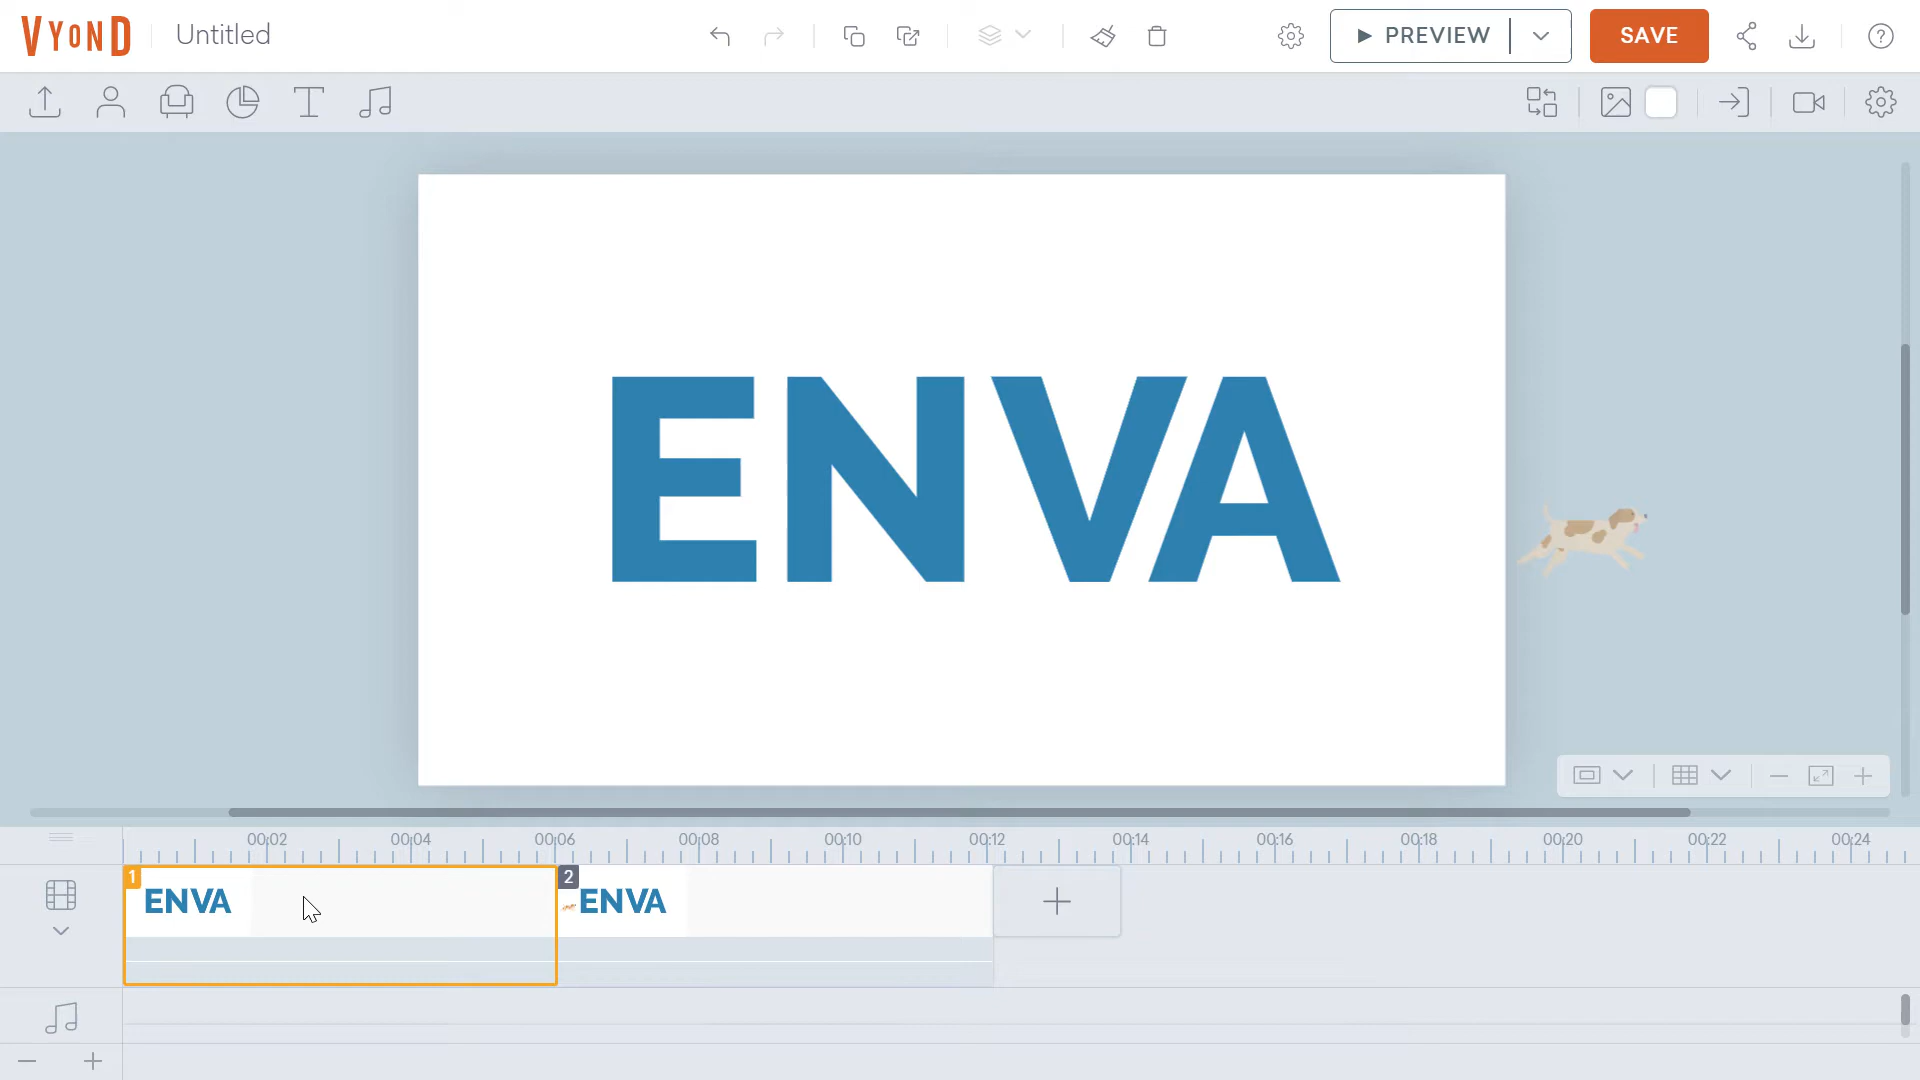 VYOND Untitled PREVIEW SAVE
ENVA
00:02 00:04 00:06 00:08 00:10 00:12 00:14 00:16 00:18 00:20 00:22 00:24
1 ENVA 2 ENVA